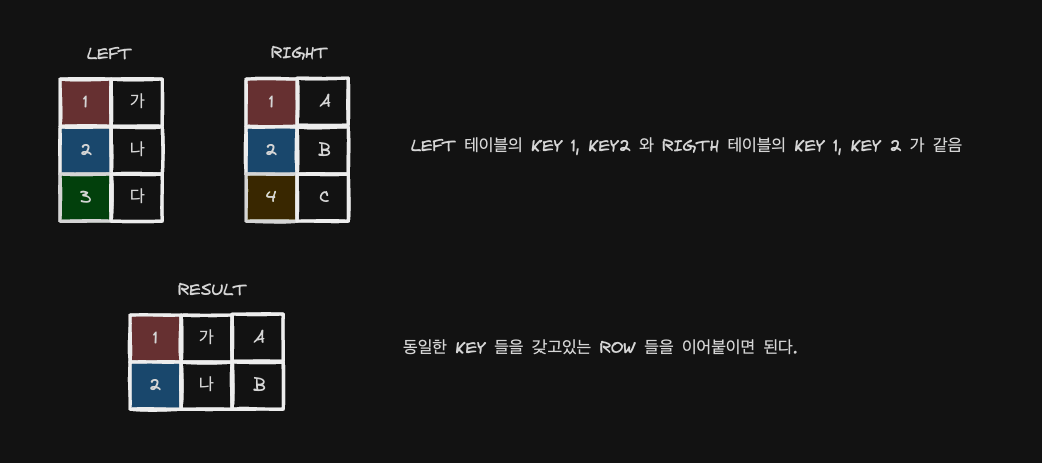 LEFT RIGHT
1 가 1 A
2 나 2 B
LEFT 테이블의 KEY 1, KEY2 와 RIGTH 테이블의 KEY 1, KEY 2 가 같음
3 다 4 C
RESULT
1 가 A
동일한 KEY 들을 갖고있는 ROW 들을 이어붙이면 된다.
2 나 B